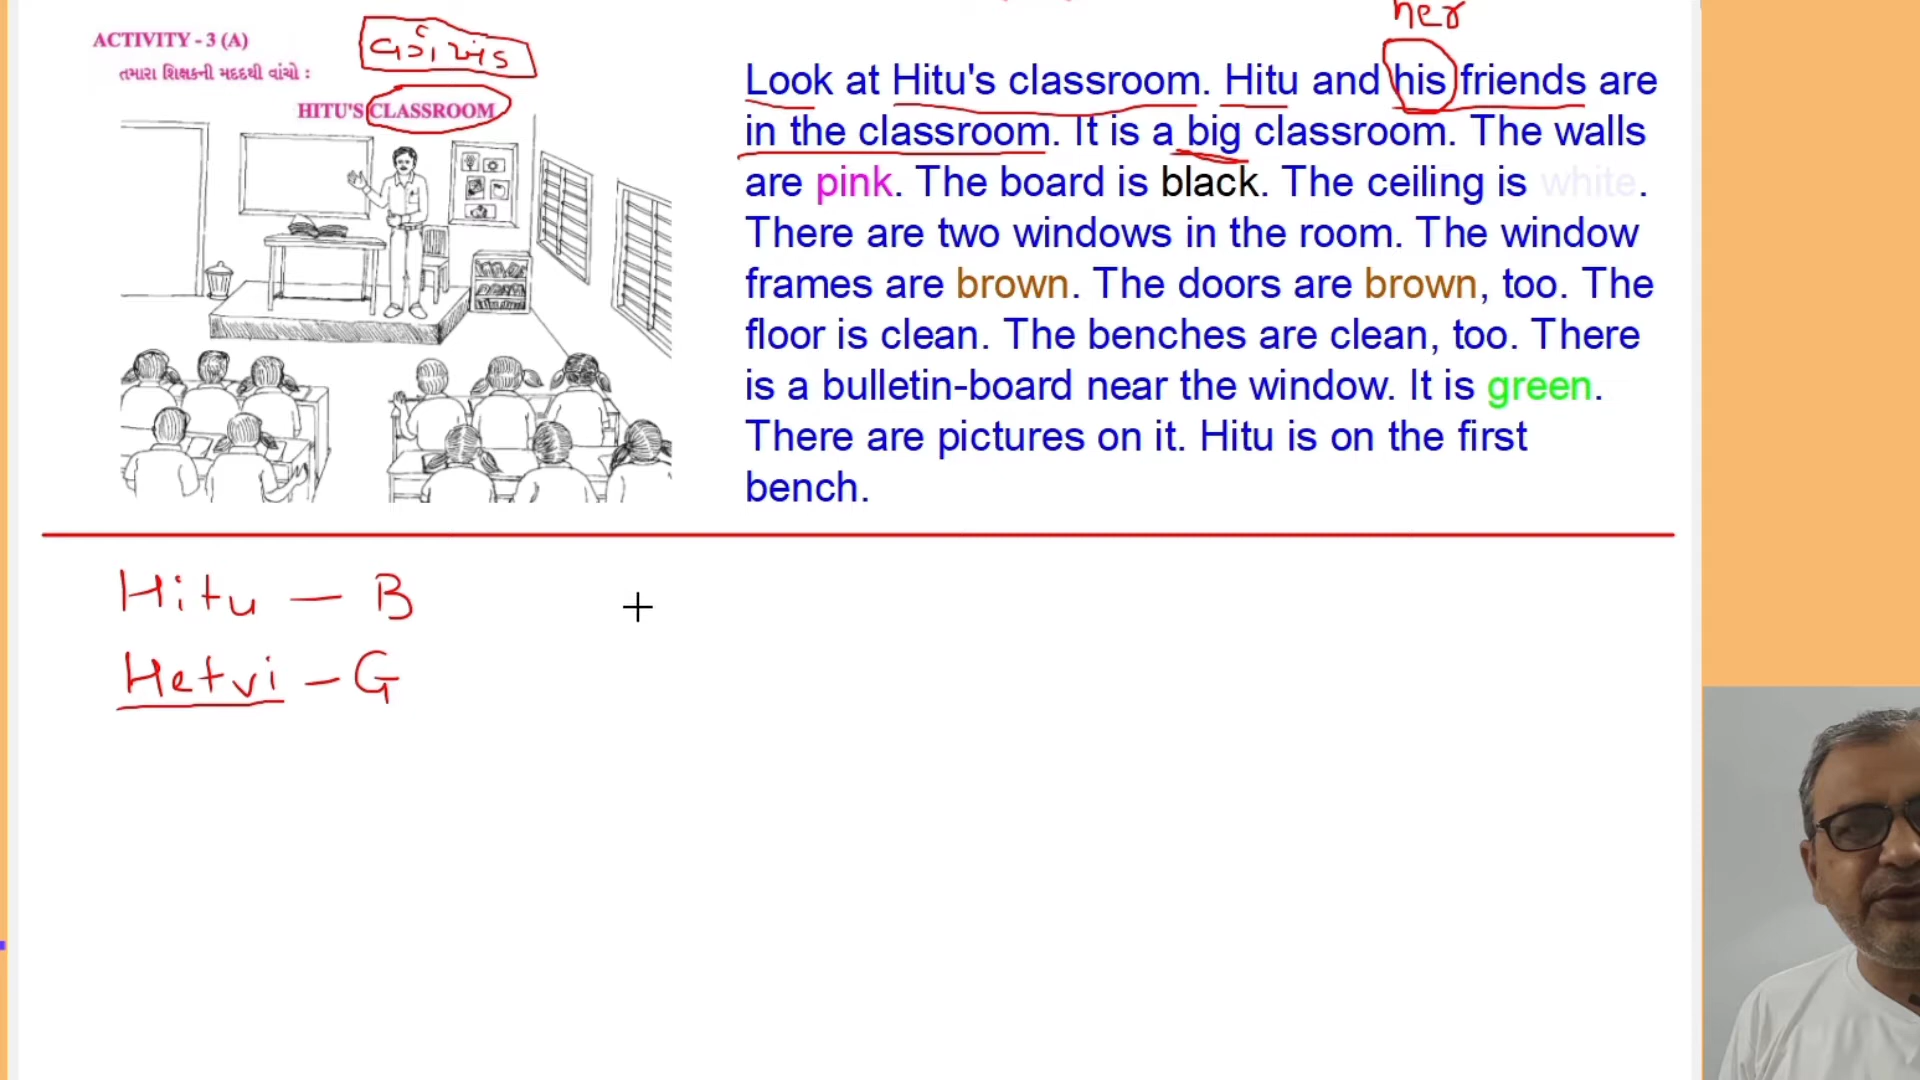 her
ACTIVITY - 3 (A)
વર્ગખંડ
તમારા શિક્ષકની મદદથી વાંચો :
HITU'S CLASSROOM
Look at Hitu's classroom. Hitu and his friends are
in the classroom. It is a big classroom. The walls
are pink. The board is black. The ceiling is white.
There are two windows in the room. The window
frames are brown. The doors are brown, too. The
floor is clean. The benches are clean, too. There
is a bulletin-board near the window. It is green.
There are pictures on it. Hitu is on the first
bench.
Hitu – B
Hetvi – G